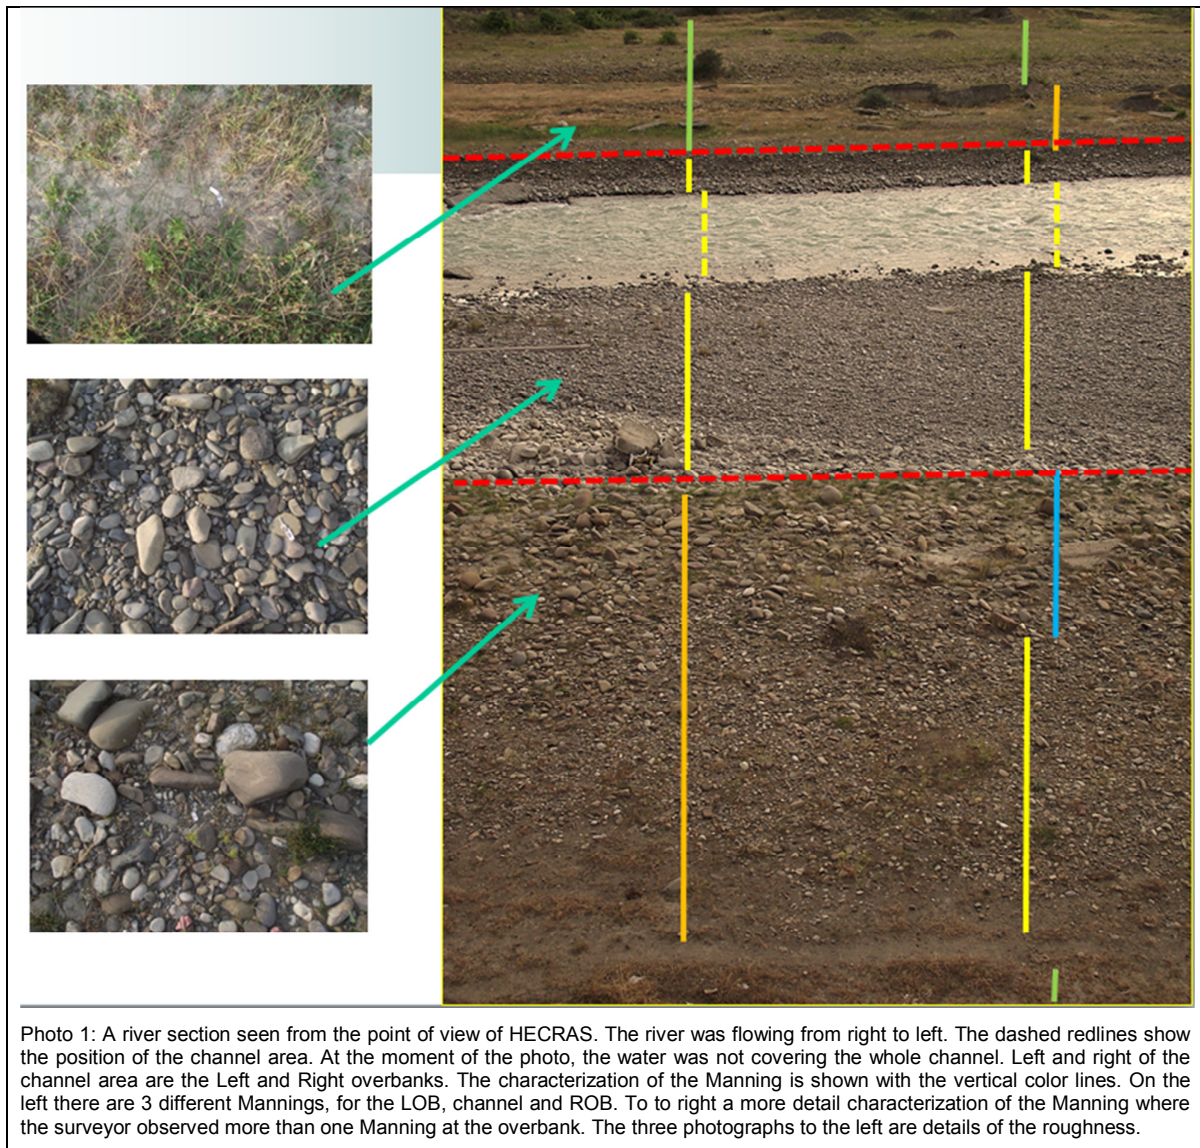 Photo 1: A river section seen from the point of view of HECRAS. The river was flowing from right to left. The dashed redlines show
the position of the channel area. At the moment of the photo, the water was not covering the whole channel. Left and right of the
channel area are the Left and Right overbanks. The characterization of the Manning is shown with the vertical color lines. On the
left there are 3 different Mannings, for the LOB, channel and ROB. To to right a more detail characterization of the Manning where
the surveyor observed more than one Manning at the overbank. The three photographs to the left are details of the roughness.